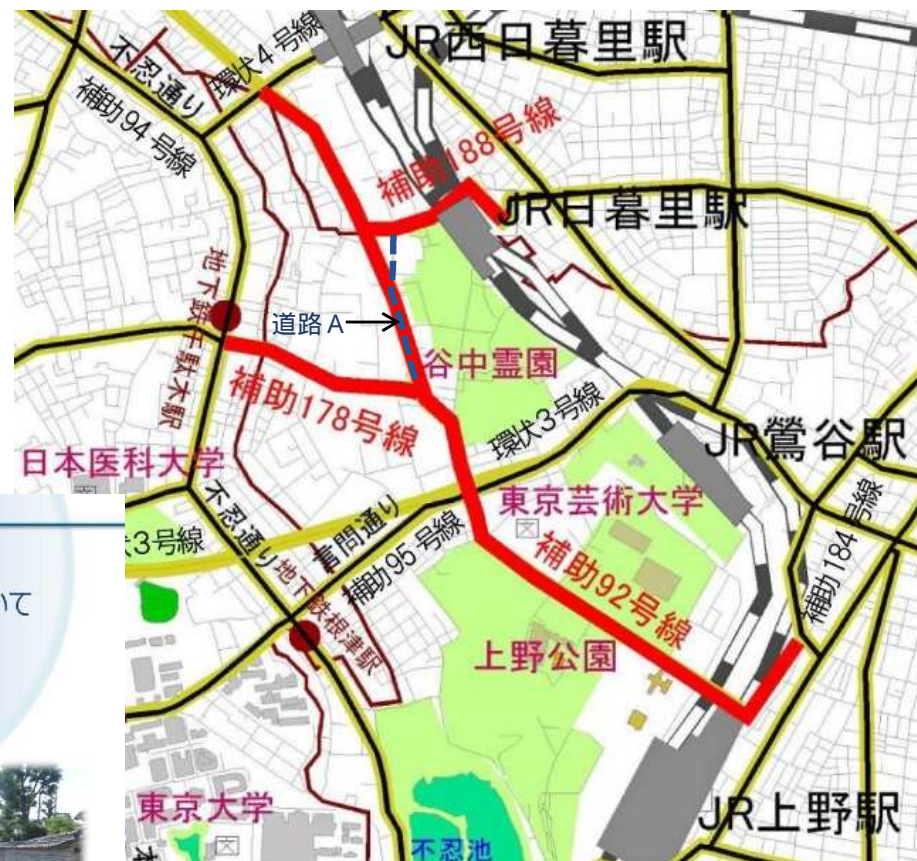 JR西日暮里駅
不忍通り
環状4号線
補助94号線
補助188号線
JR日暮里駅
地下鉄千駄木駅
道路A
谷中霊園
補助178号線
環状3号線
JR鶯谷駅
日本医科大学
東京芸術大学
補助184号線
状3号線
不忍通り
言問通り
補助95号線
地下鉄根津駅
いて
補助92号線
上野公園
東京大学
JR上野駅
不忍池